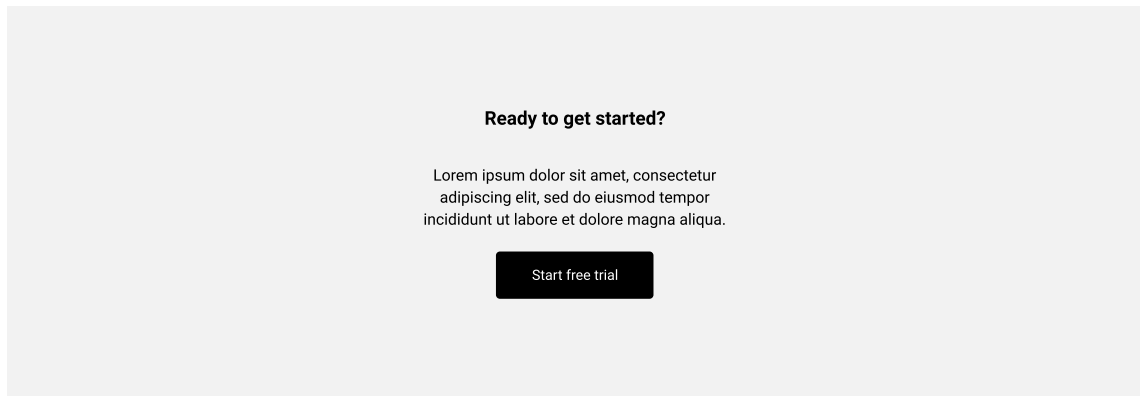 Ready to get started?
Lorem ipsum dolor sit amet, consectetur
adipiscing elit, sed do eiusmod tempor
incididunt ut labore et dolore magna aliqua.
Start free trial